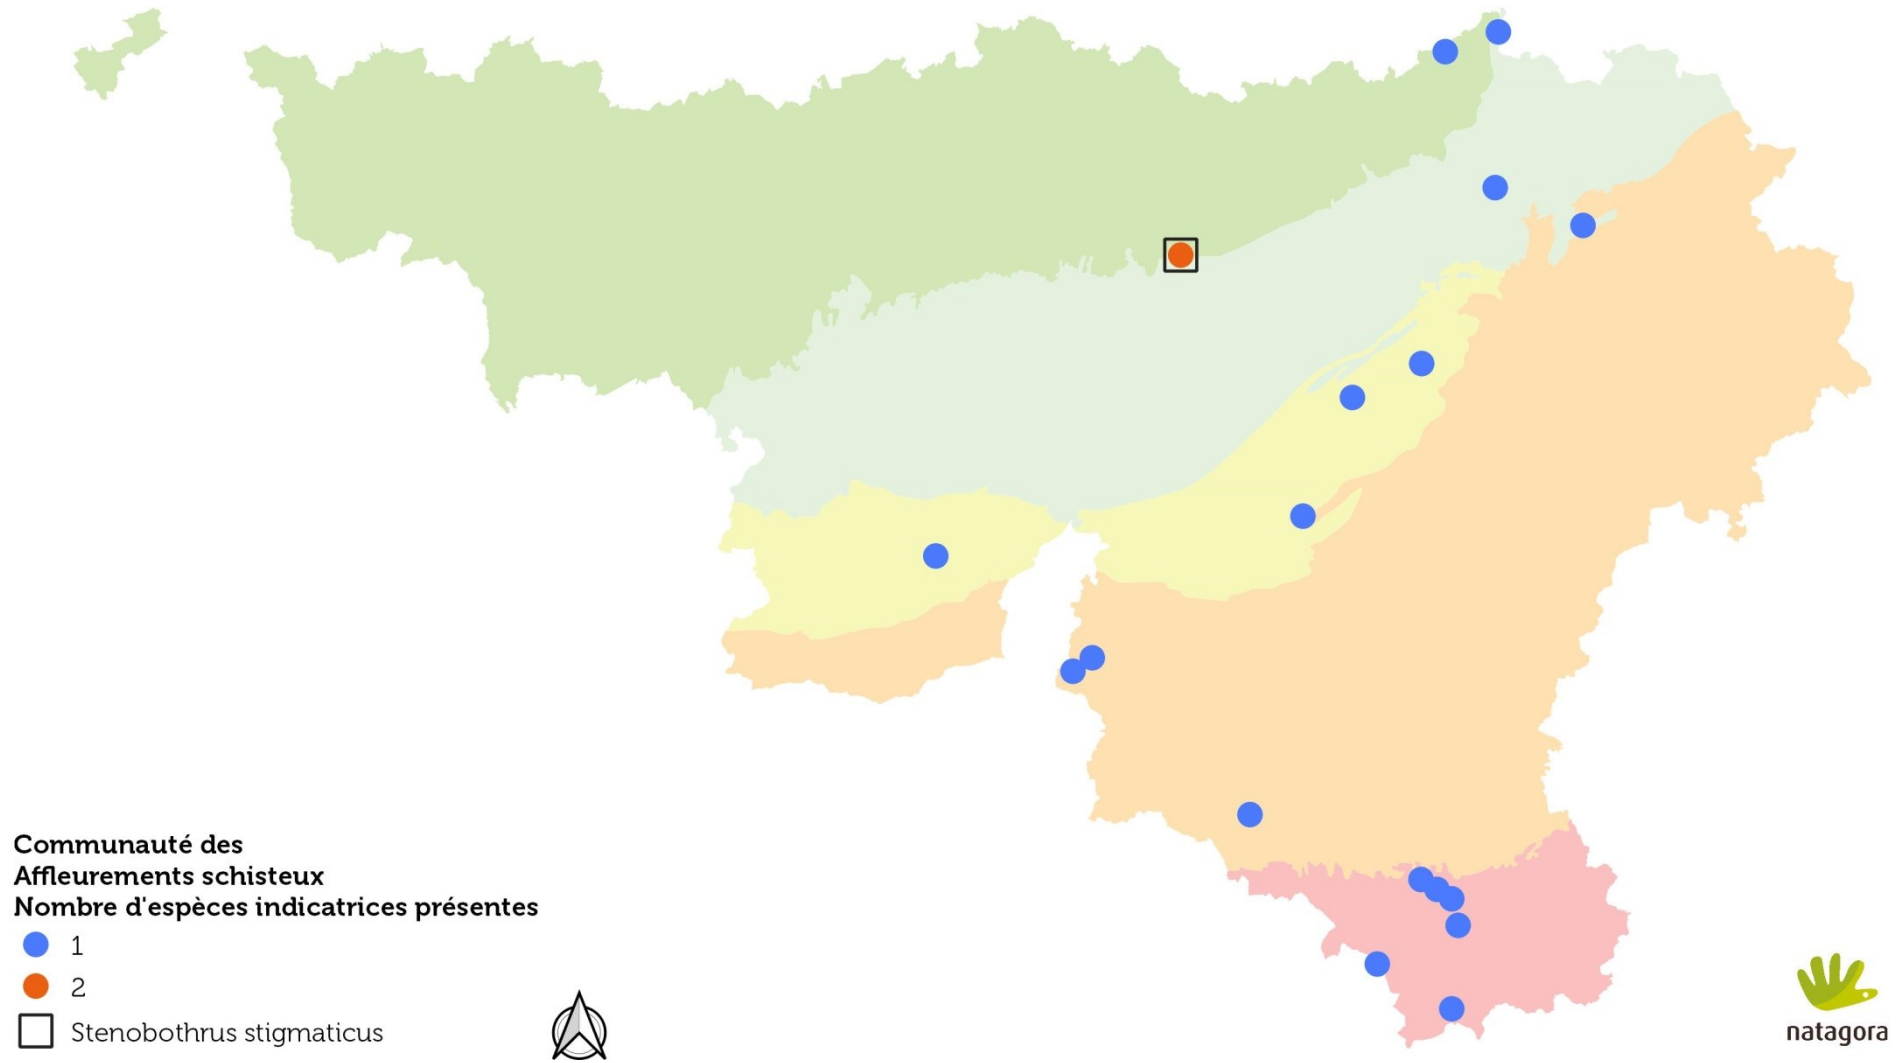 Communauté des
Affleurements schisteux
Nombre d'espèces indicatrices présentes
1
2
Stenobothrus stigmaticus
natagora